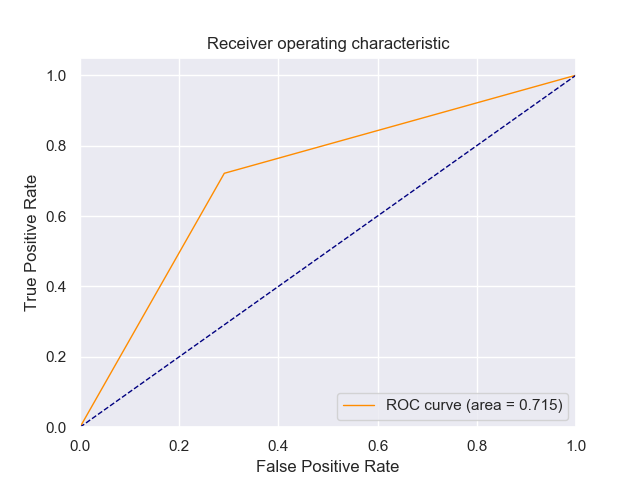 Receiver operating characteristic
1.0
0.8
0.6
0.4
0.2
0.0
True Positive Rate
ROC curve (area = 0.715)
0.0 0.2 0.4 0.6 0.8 1.0
False Positive Rate